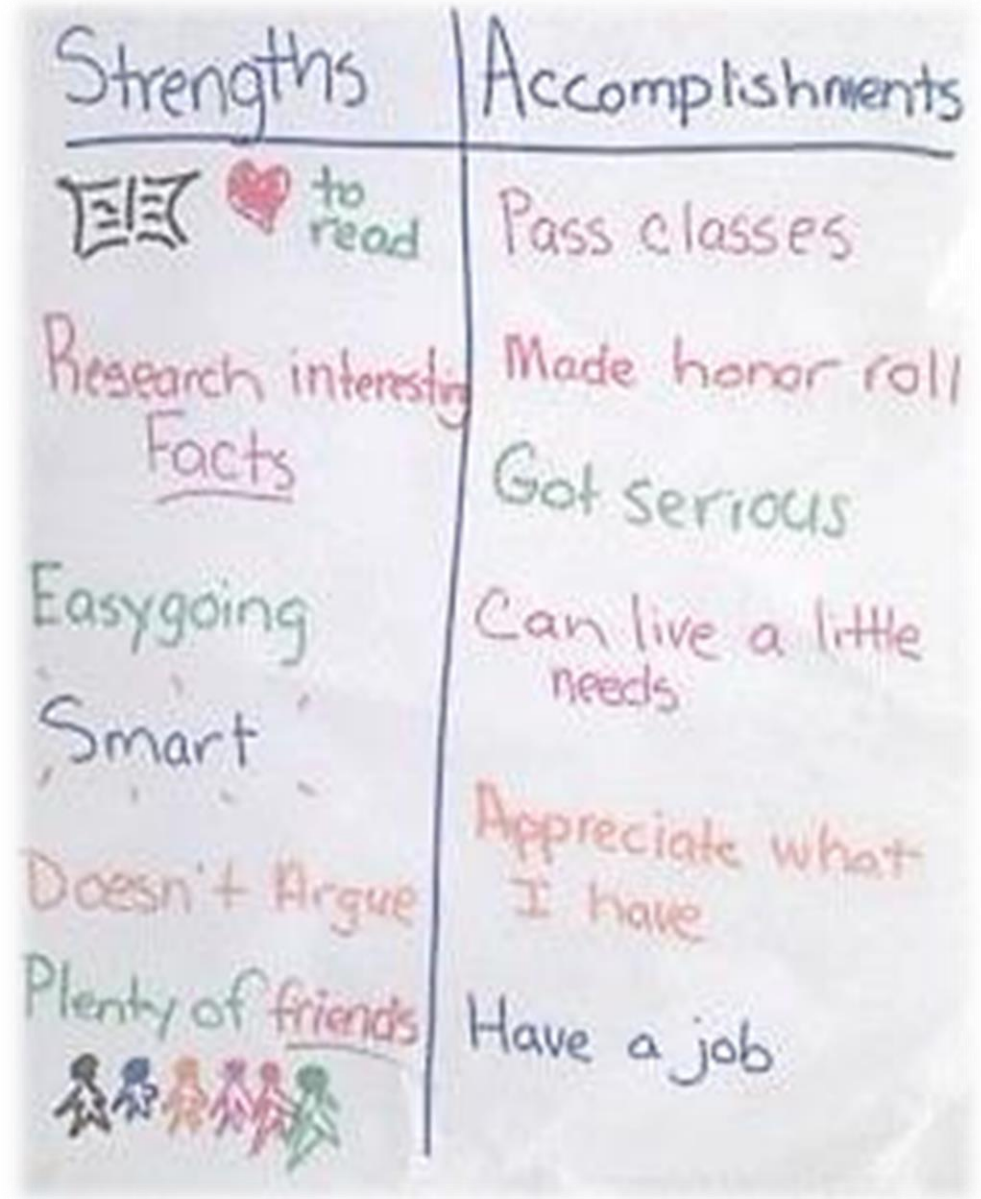 Strengths
Accomplishments
to
read
Research interesting
Facts
Easygoing
Smart
Doesn't Argue
Plenty of friends
Pass classes
Made honor roll
Got serious
Can live a little
needs
Appreciate what
I have
Have a job